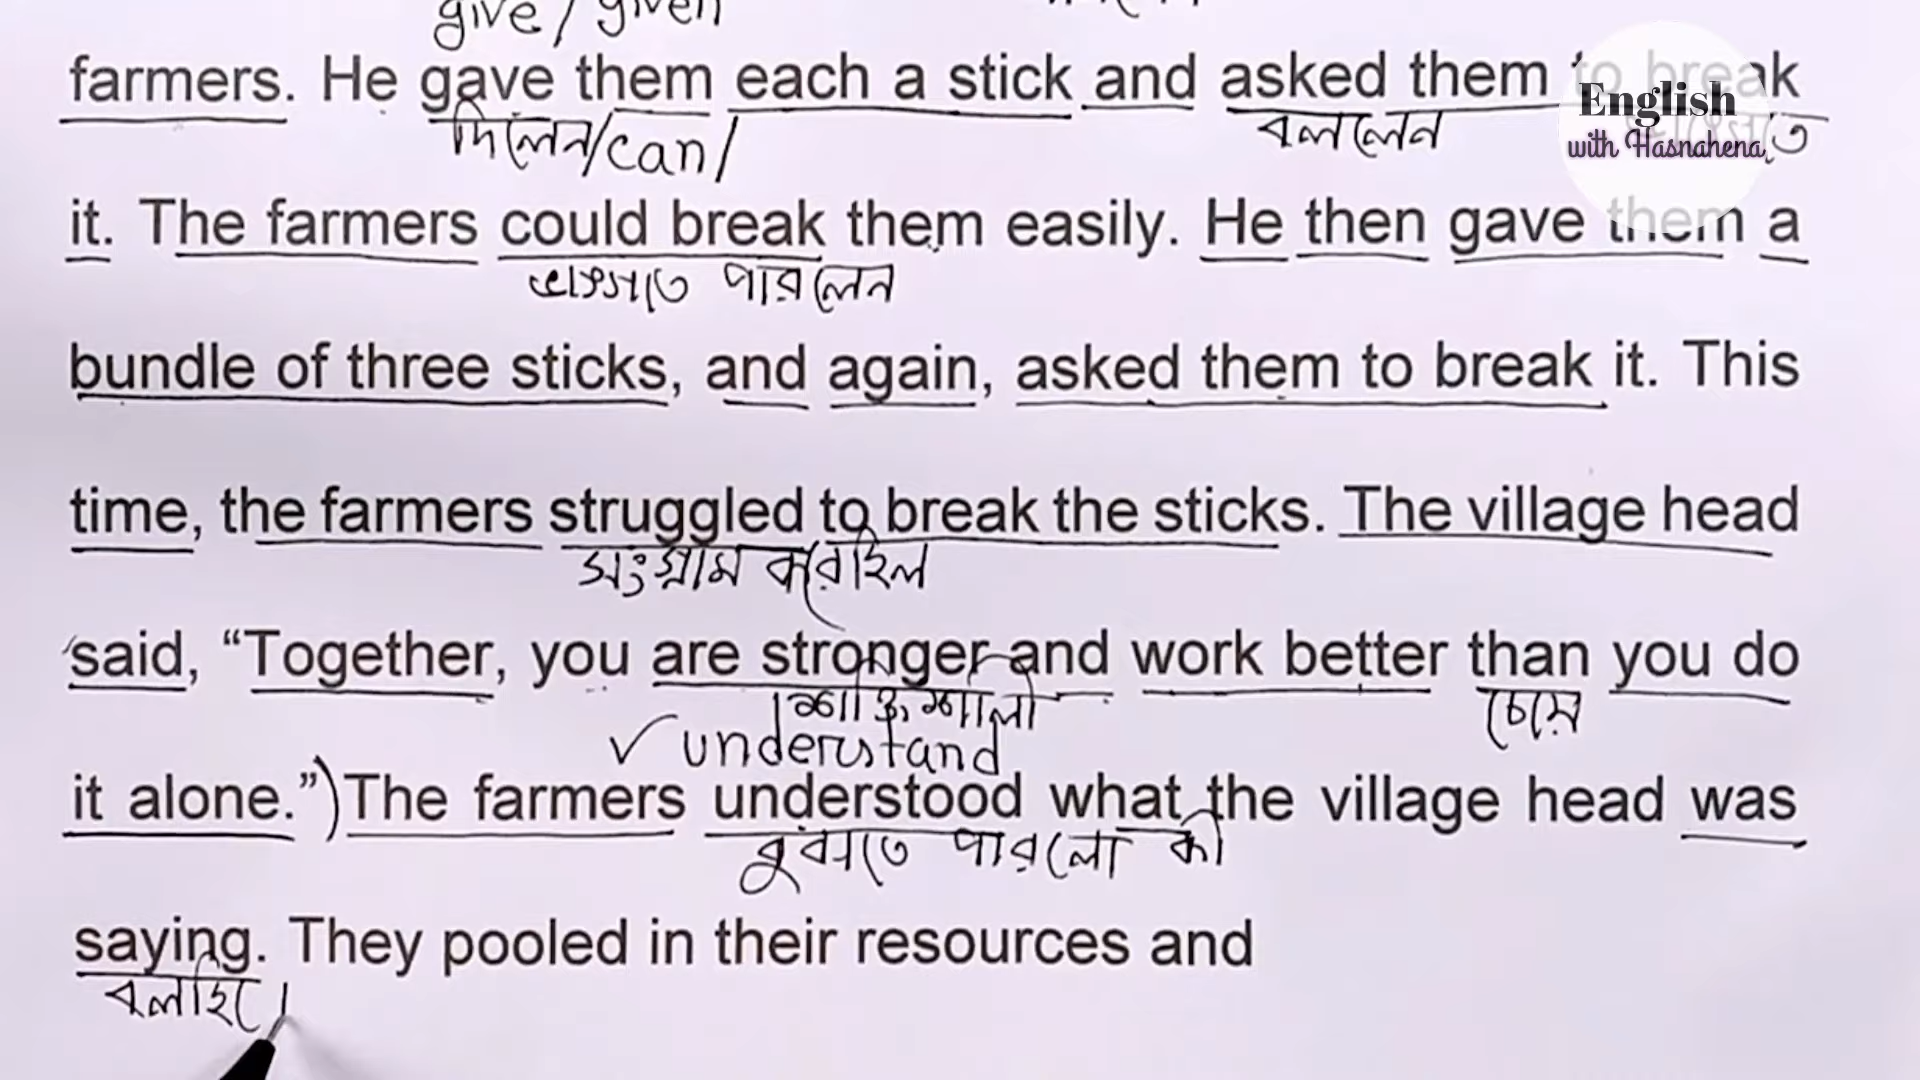 give / given
farmers. He gave them each a stick and asked them to break
English
with Hasnahena
দিলেন/can/
বললেন
it. The farmers could break them easily. He then gave them a
পারলেন
bundle of three sticks, and again, asked them to break it. This
time, the farmers struggled to break the sticks. The village head
সংগ্রাম করেছিল
said, “Together, you are stronger and work better than you do
শক্তিশালী
চেয়ে
✓ understand
it alone.”) The farmers understood what the village head was
বুঝতে পারলো কী
saying. They pooled in their resources and